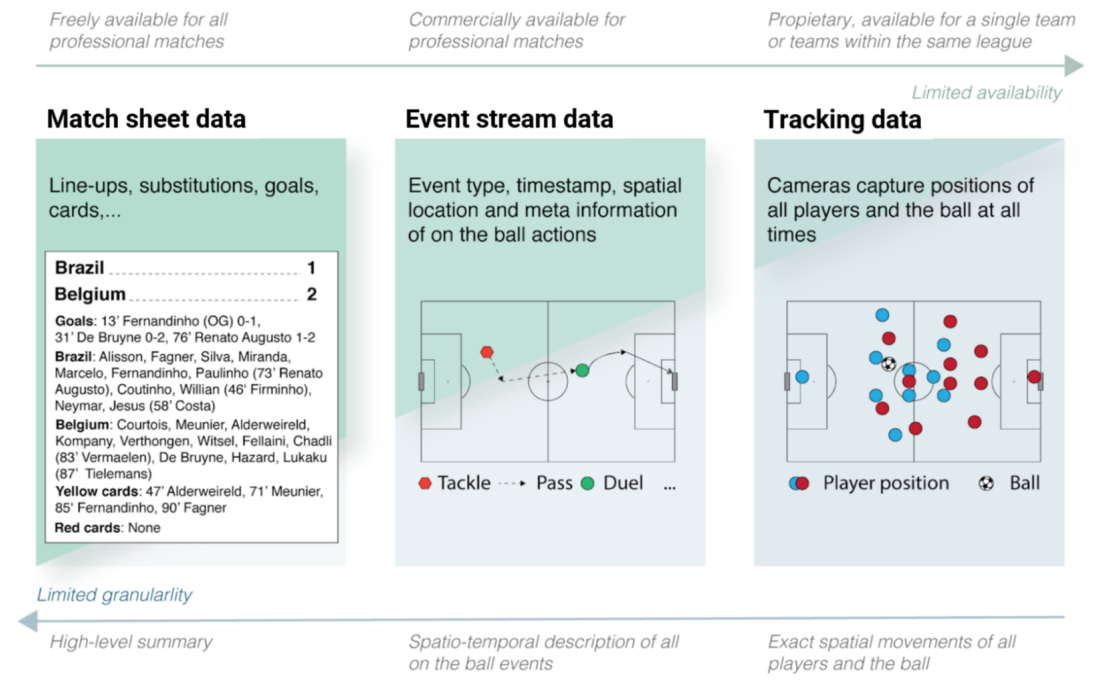 Freely available for all
professional matches
Commercially available for
professional matches
Propietary, available for a single team
or teams within the same league
Limited availability
Match sheet data
Line-ups, substitutions, goals,
cards,...
Brazil 1
Belgium 2
Goals: 13' Fernandinho (OG) 0-1,
31' De Bruyne 0-2, 76' Renato Augusto 1-2
Brazil: Alisson, Fagner, Silva, Miranda,
Marcelo, Fernandinho, Paulinho (73' Renato
Augusto), Coutinho, Willian (46' Firminho),
Neymar, Jesus (58' Costa)
Belgium: Courtois, Meunier, Alderweireld,
Kompany, Verthongen, Witsel, Fellaini, Chadli
(83' Vermaelen), De Bruyne, Hazard, Lukaku
(87' Tielemans)
Yellow cards: 47' Alderweireld, 71' Meunier,
85' Fernandinho, 90' Fagner
Red cards: None
Event stream data
Event type, timestamp, spatial
location and meta information
of on the ball actions
Tackle Pass Duel ...
Tracking data
Cameras capture positions of
all players and the ball at all
times
Player position Ball
Limited granularlity
High-level summary
Spatio-temporal description of all
on the ball events
Exact spatial movements of all
players and the ball